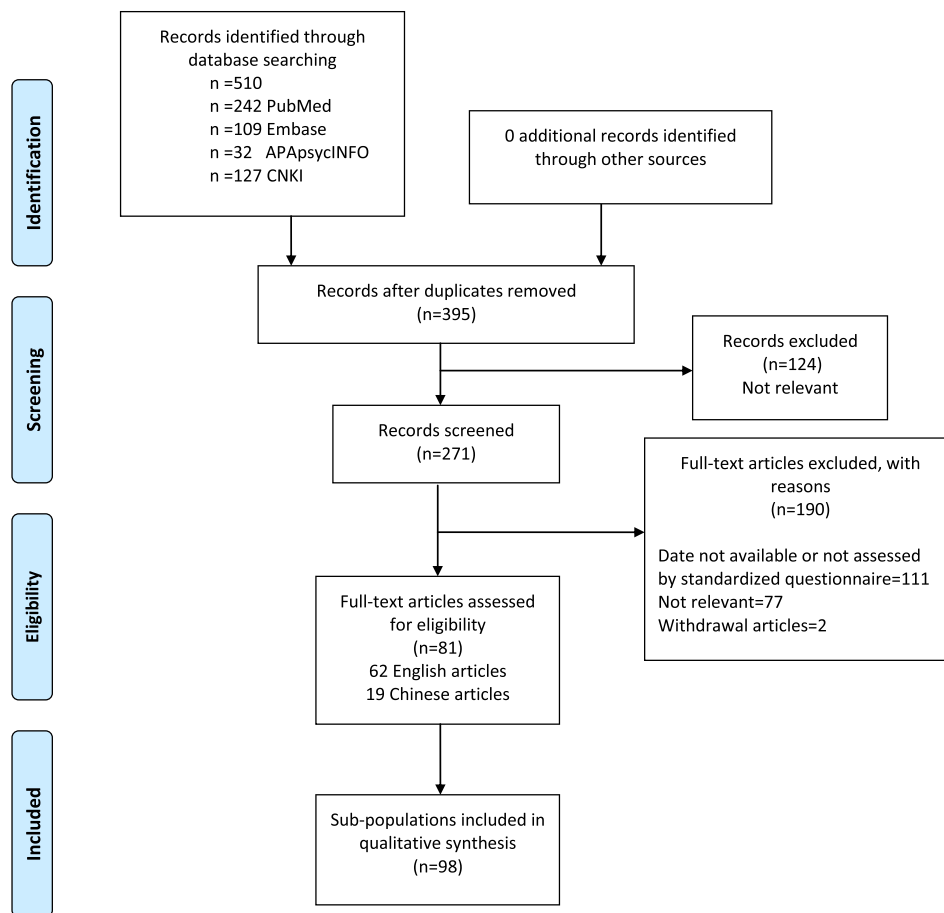 Records identified through
database searching
n =510
n =242 PubMed
n =109 Embase
n =32 APApsycINFO
n =127 CNKI
0 additional records identified
through other sources
Identification
Records after duplicates removed
(n=395)
Records excluded
(n=124)
Not relevant
Screening
Records screened
(n=271)
Full-text articles excluded, with
reasons
(n=190)
Date not available or not assessed
by standardized questionnaire=111
Not relevant=77
Withdrawal articles=2
Eligibility
Full-text articles assessed
for eligibility
(n=81)
62 English articles
19 Chinese articles
Included
Sub-populations included in
qualitative synthesis
(n=98)